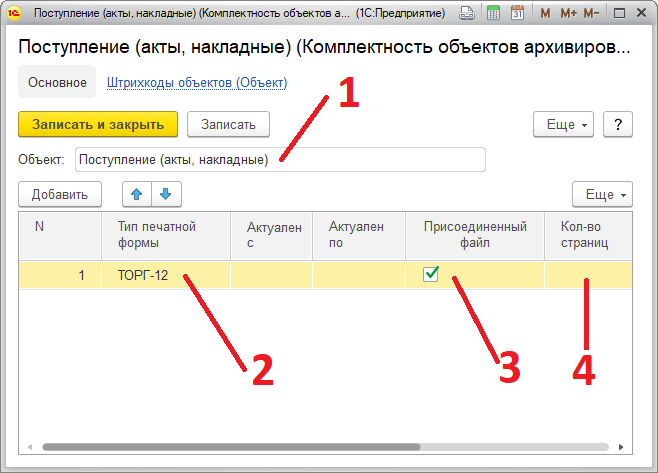 Поступление (акты, накладные) (Комплектность объектов а... (1С:Предприятие)
M M+ M-
Поступление (акты, накладные) (Комплектность объектов архивиров...
Основное Штрихкоды объектов (Объект)
1
Записать и закрыть Записать Еще ?
Объект: Поступление (акты, накладные)
Добавить Еще
N Тип печатной формы Актуален с Актуален по Присоединенный файл Кол-во страниц
1 ТОРГ-12
2 3 4